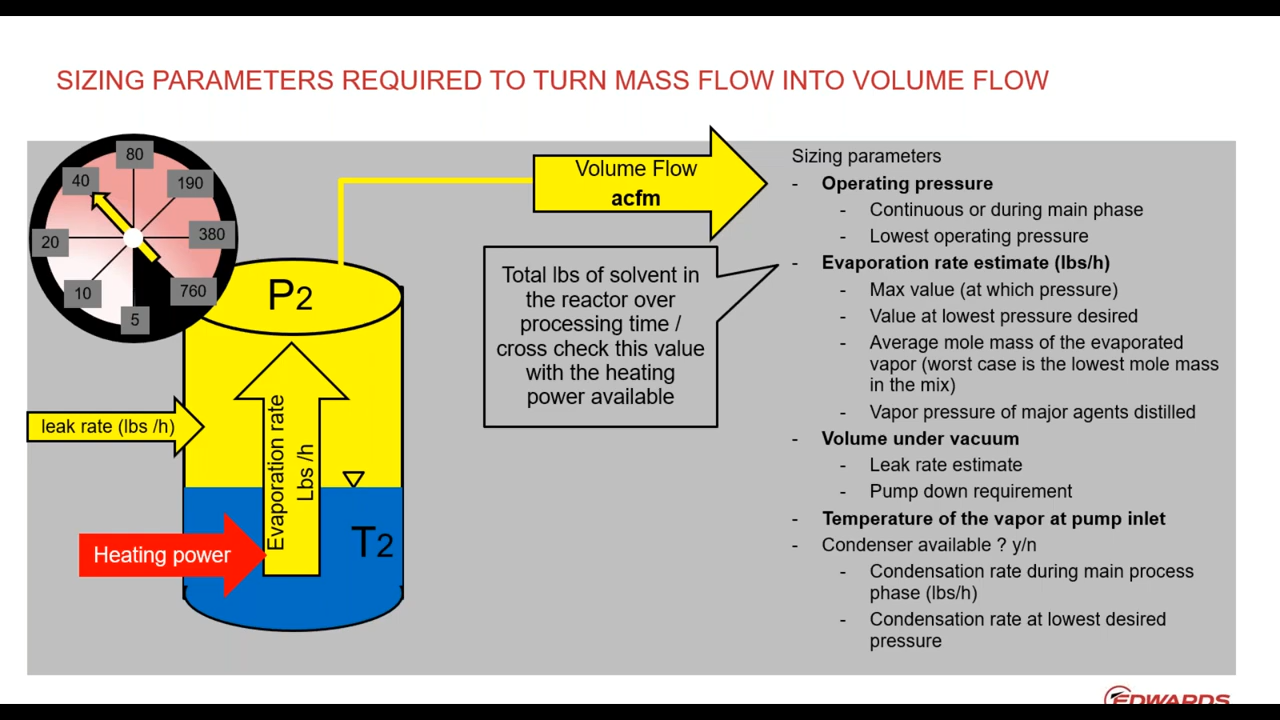 SIZING PARAMETERS REQUIRED TO TURN MASS FLOW INTO VOLUME FLOW
80
40
190
20
380
10
760
5
P2
Volume Flow
acfm
Total lbs of solvent in
the reactor over
processing time /
cross check this value
with the heating
power available
leak rate (lbs /h)
Evaporation rate
Lbs /h
T2
Heating power
Sizing parameters
- Operating pressure
- Continuous or during main phase
- Lowest operating pressure
- Evaporation rate estimate (lbs/h)
- Max value (at which pressure)
- Value at lowest pressure desired
- Average mole mass of the evaporated
vapor (worst case is the lowest mole mass
in the mix)
- Vapor pressure of major agents distilled
- Volume under vacuum
- Leak rate estimate
- Pump down requirement
- Temperature of the vapor at pump inlet
- Condenser available ? y/n
- Condensation rate during main process
phase (lbs/h)
- Condensation rate at lowest desired
pressure
EDWARDS